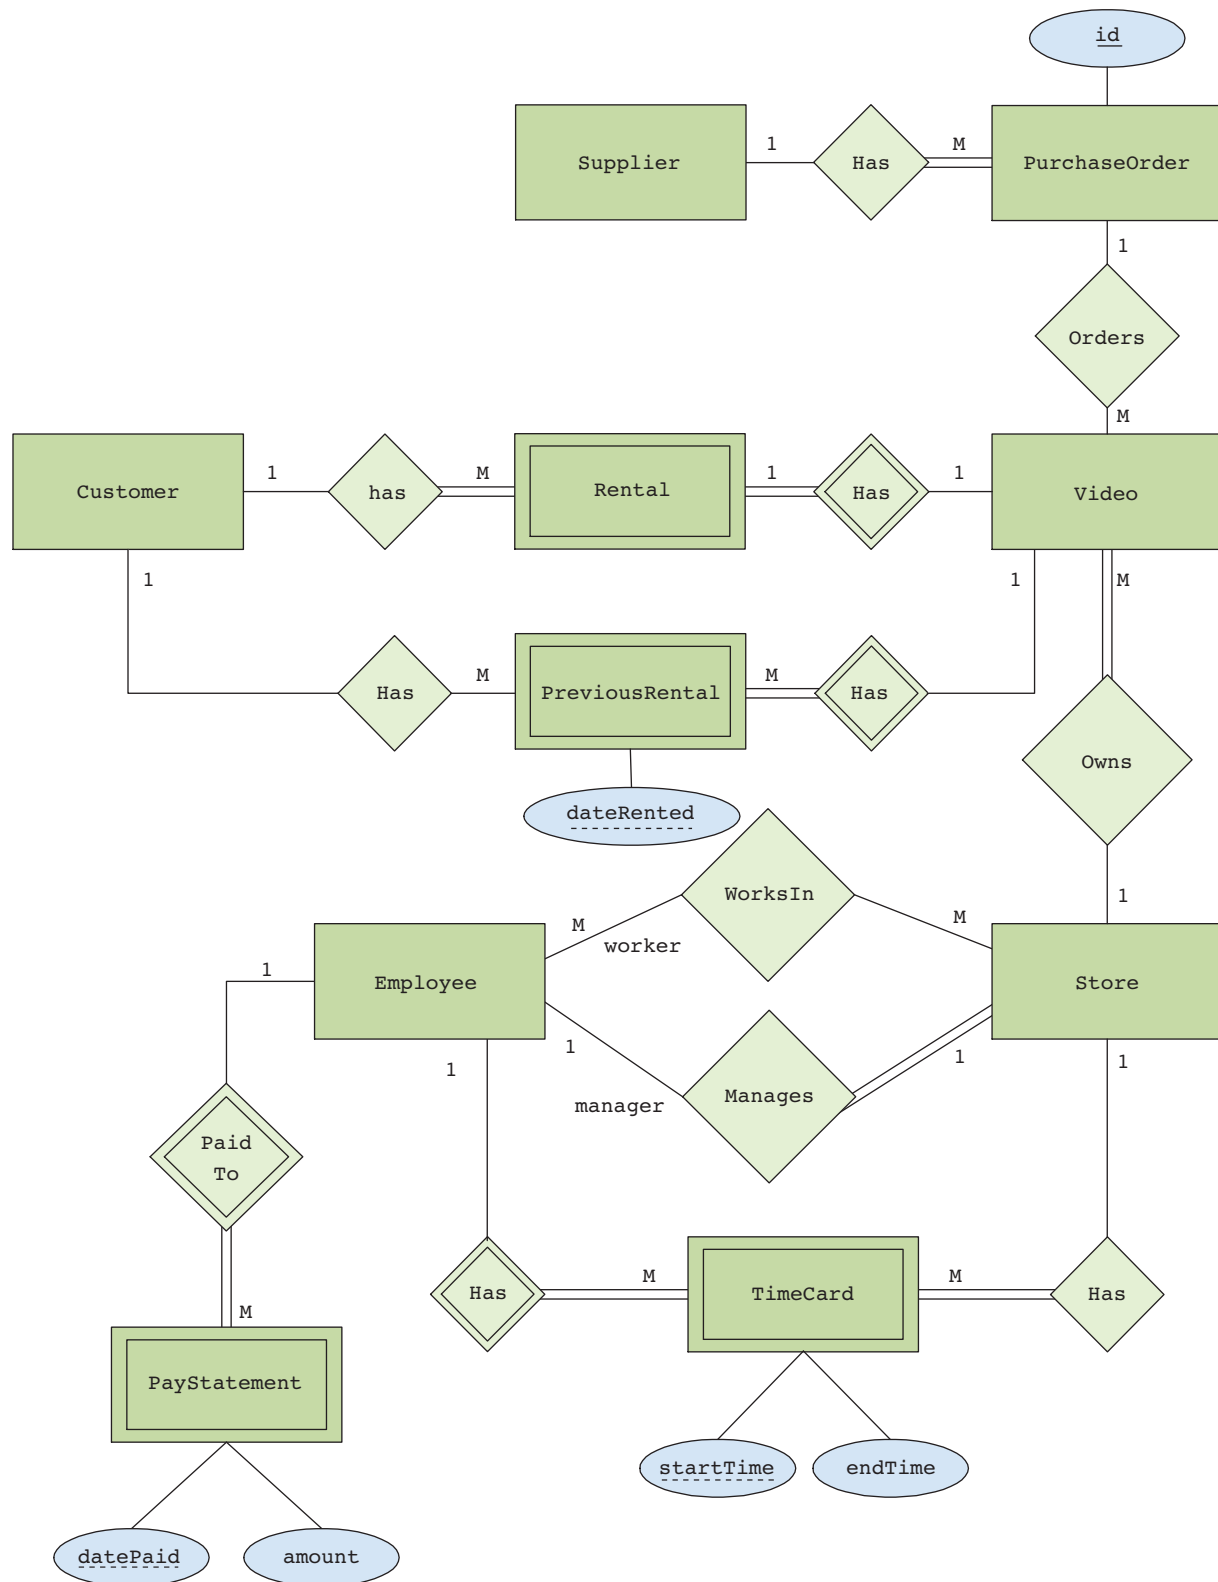 id
Supplier
1
Has
M
PurchaseOrder
1
Orders
M
Customer
1
has
M
Rental
1
Has
1
Video
1
Has
M
PreviousRental
M
Has
1
M
dateRented
Owns
1
WorksIn
M
worker
M
Employee
1
Store
1
manager
Manages
1
1
1
Paid
To
M
Has
M
TimeCard
M
Has
PayStatement
startTime
endTime
datePaid
amount